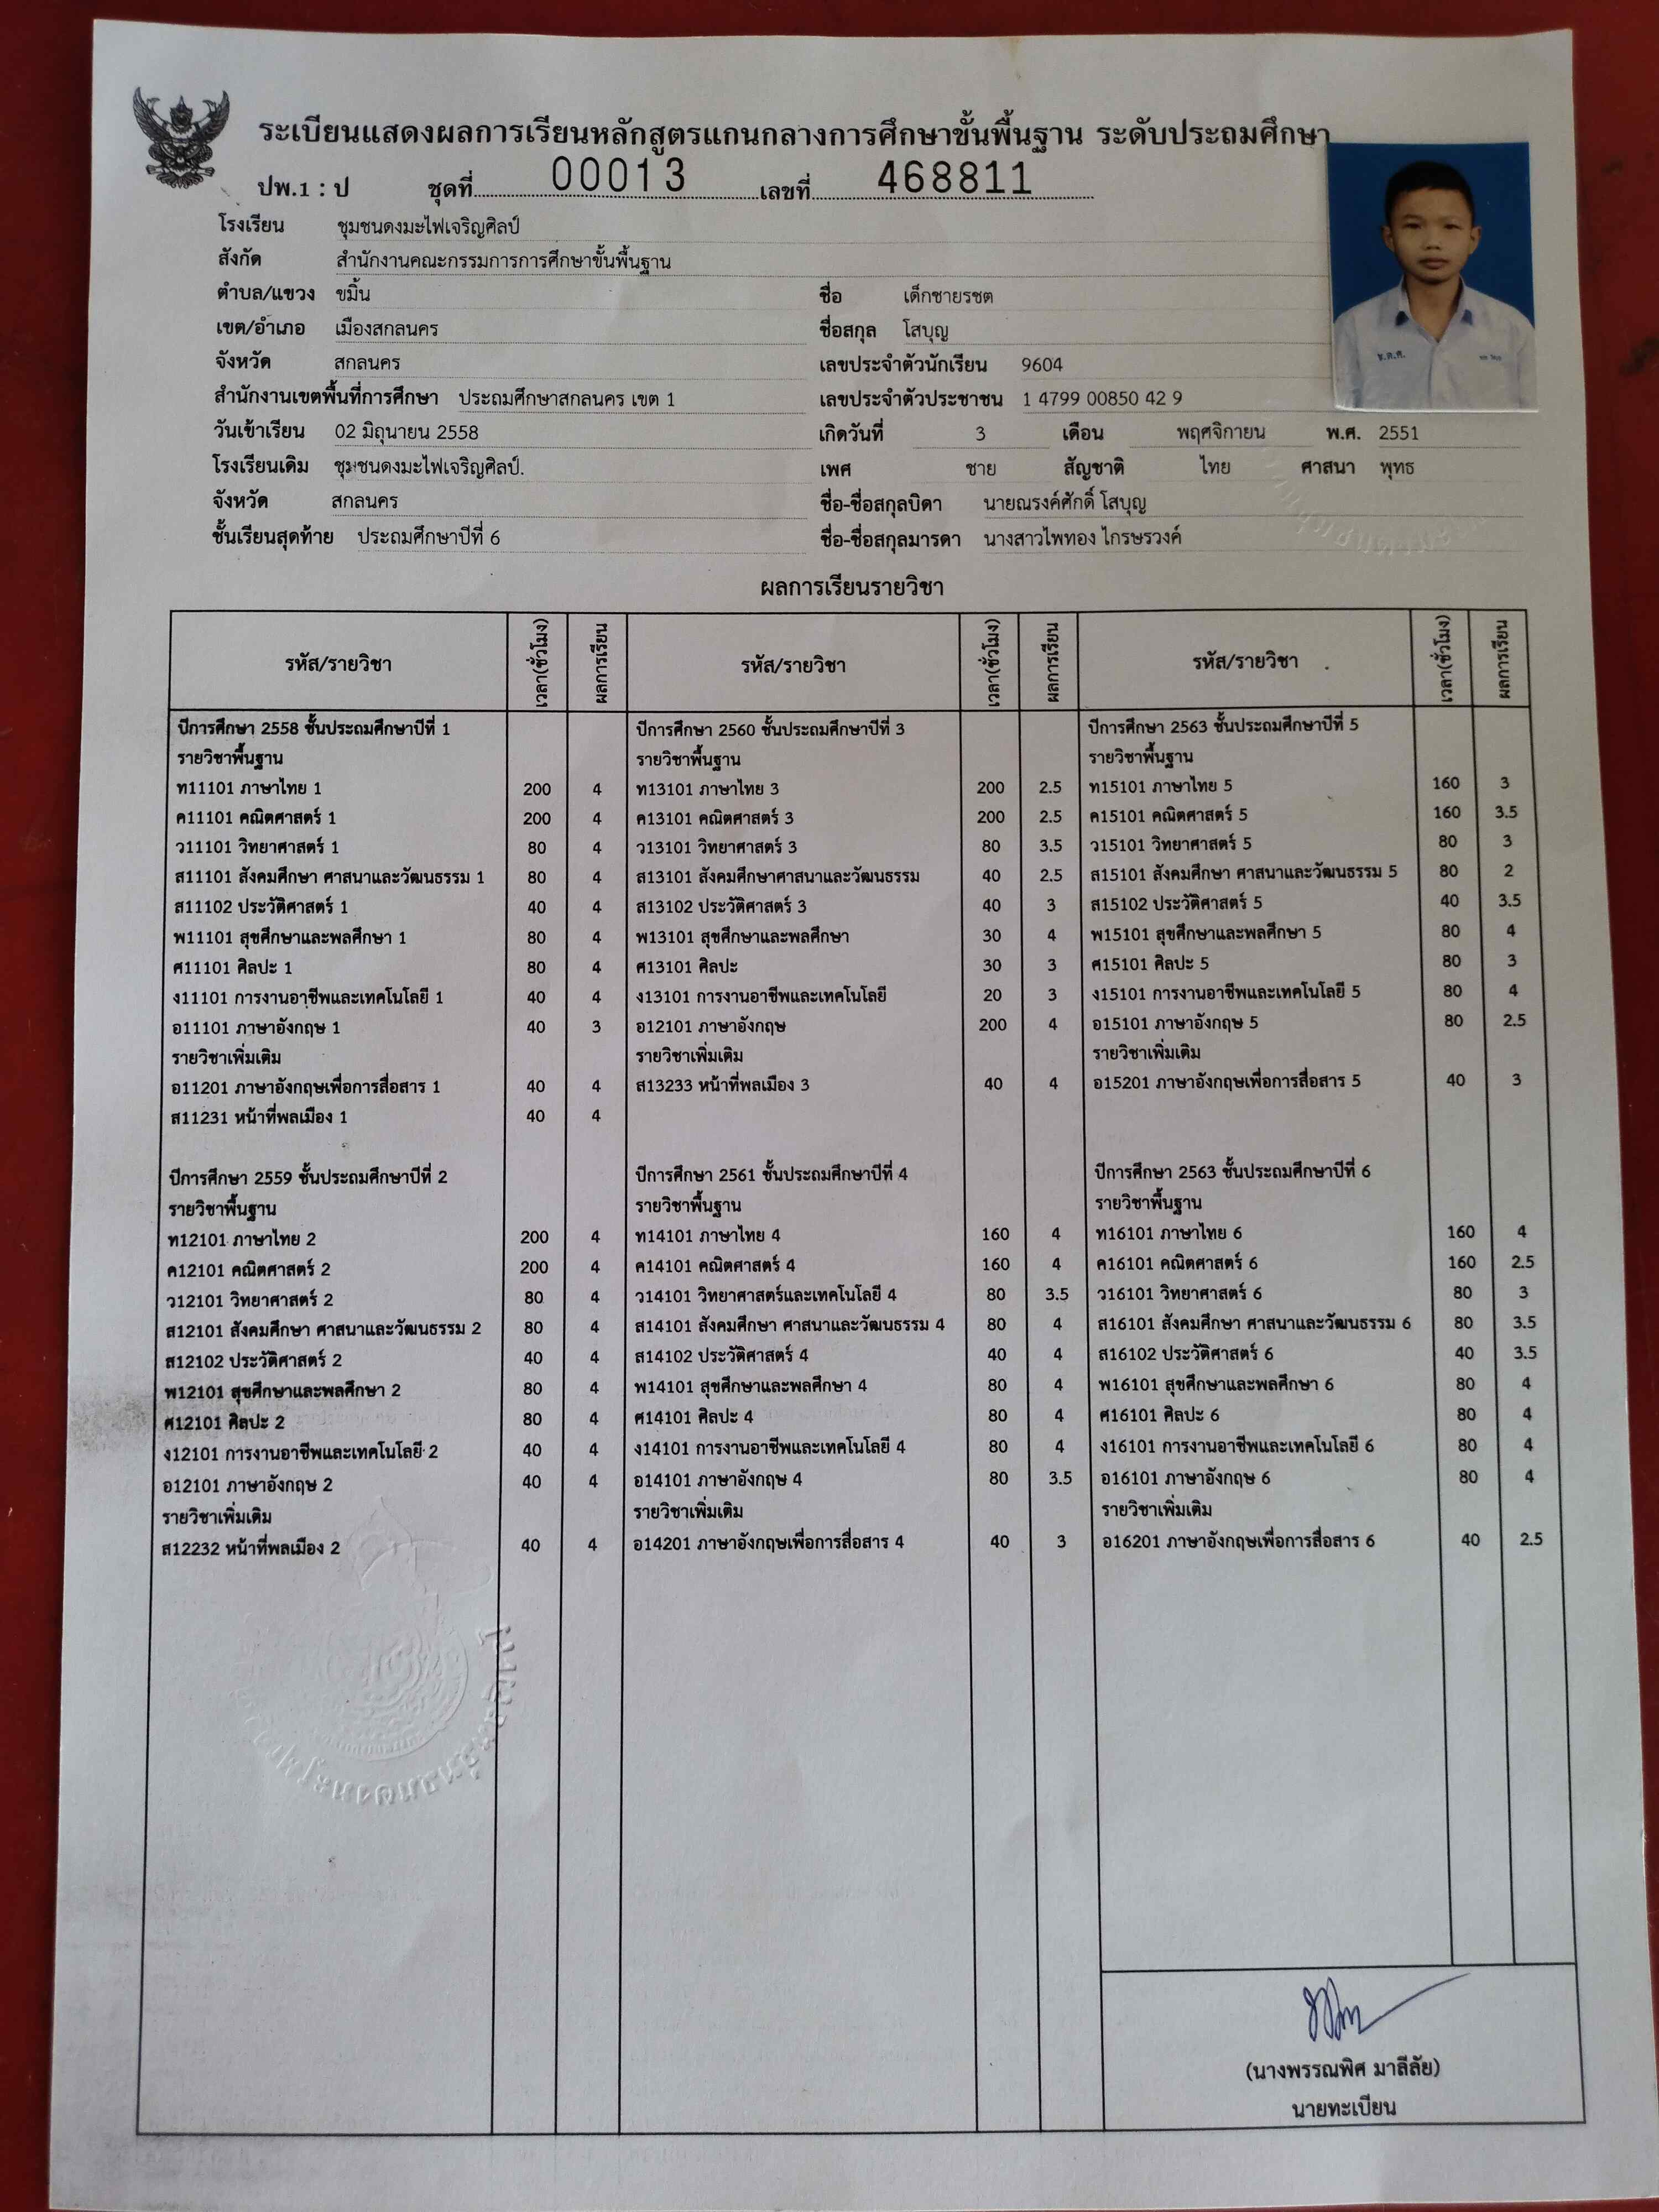 ระเบียนแสดงผลการเรียนหลักสูตรแกนกลางการศึกษาขั้นพื้นฐาน ระดับประถมศึกษา
ปพ.1 : ป ชุดที่ 00013 เลขที่ 468811
โรงเรียน ชุมชนดงมะไฟเจริญศิลป์
สังกัด สำนักงานคณะกรรมการการศึกษาขั้นพื้นฐาน
ตำบล/แขวง ขมิ้น
เขต/อำเภอ เมืองสกลนคร
จังหวัด สกลนคร
สำนักงานเขตพื้นที่การศึกษา ประถมศึกษาสกลนคร เขต 1
วันเข้าเรียน 02 มิถุนายน 2558
โรงเรียนเดิม ชุมชนดงมะไฟเจริญศิลป์.
จังหวัด สกลนคร
ชั้นเรียนสุดท้าย ประถมศึกษาปีที่ 6
ชื่อ เด็กชายรชต
ชื่อสกุล โสบุญ
เลขประจำตัวนักเรียน 9604
เลขประจำตัวประชาชน 1 4799 00850 42 9
เกิดวันที่ 3 เดือน พฤศจิกายน พ.ศ. 2551
เพศ ชาย สัญชาติ ไทย ศาสนา พุทธ
ชื่อ-ชื่อสกุลบิดา นายณรงค์ศักดิ์ โสบุญ
ชื่อ-ชื่อสกุลมารดา นางสาวไพทอง ไกรษรวงค์
ช.ด.ศ.
ผลการเรียนรายวิชา
รหัส/รายวิชา เวลา(ชั่วโมง) ผลการเรียน
ปีการศึกษา 2558 ชั้นประถมศึกษาปีที่ 1
รายวิชาพื้นฐาน
ท11101 ภาษาไทย 1 200 4
ค11101 คณิตศาสตร์ 1 200 4
ว11101 วิทยาศาสตร์ 1 80 4
ส11101 สังคมศึกษา ศาสนาและวัฒนธรรม 1 80 4
ส11102 ประวัติศาสตร์ 1 40 4
พ11101 สุขศึกษาและพลศึกษา 1 80 4
ศ11101 ศิลปะ 1 80 4
ง11101 การงานอาชีพและเทคโนโลยี 1 40 4
อ11101 ภาษาอังกฤษ 1 40 3
รายวิชาเพิ่มเติม
อ11201 ภาษาอังกฤษเพื่อการสื่อสาร 1 40 4
ส11231 หน้าที่พลเมือง 1 40 4
ปีการศึกษา 2559 ชั้นประถมศึกษาปีที่ 2
รายวิชาพื้นฐาน
ท12101 ภาษาไทย 2 200 4
ค12101 คณิตศาสตร์ 2 200 4
ว12101 วิทยาศาสตร์ 2 80 4
ส12101 สังคมศึกษา ศาสนาและวัฒนธรรม 2 80 4
ส12102 ประวัติศาสตร์ 2 40 4
พ12101 สุขศึกษาและพลศึกษา 2 80 4
ศ12101 ศิลปะ 2 80 4
ง12101 การงานอาชีพและเทคโนโลยี 2 40 4
อ12101 ภาษาอังกฤษ 2 40 4
รายวิชาเพิ่มเติม
ส12232 หน้าที่พลเมือง 2 40 4
รหัส/รายวิชา เวลา(ชั่วโมง) ผลการเรียน
ปีการศึกษา 2560 ชั้นประถมศึกษาปีที่ 3
รายวิชาพื้นฐาน
ท13101 ภาษาไทย 3 200 2.5
ค13101 คณิตศาสตร์ 3 200 2.5
ว13101 วิทยาศาสตร์ 3 80 3.5
ส13101 สังคมศึกษาศาสนาและวัฒนธรรม 40 2.5
ส13102 ประวัติศาสตร์ 3 40 3
พ13101 สุขศึกษาและพลศึกษา 30 4
ศ13101 ศิลปะ 30 3
ง13101 การงานอาชีพและเทคโนโลยี 20 3
อ12101 ภาษาอังกฤษ 200 4
รายวิชาเพิ่มเติม
ส13233 หน้าที่พลเมือง 3 40 4
ปีการศึกษา 2561 ชั้นประถมศึกษาปีที่ 4
รายวิชาพื้นฐาน
ท14101 ภาษาไทย 4 160 4
ค14101 คณิตศาสตร์ 4 160 4
ว14101 วิทยาศาสตร์และเทคโนโลยี 4 80 3.5
ส14101 สังคมศึกษา ศาสนาและวัฒนธรรม 4 80 4
ส14102 ประวัติศาสตร์ 4 40 4
พ14101 สุขศึกษาและพลศึกษา 4 80 4
ศ14101 ศิลปะ 4 80 4
ง14101 การงานอาชีพและเทคโนโลยี 4 80 4
อ14101 ภาษาอังกฤษ 4 80 3.5
รายวิชาเพิ่มเติม
อ14201 ภาษาอังกฤษเพื่อการสื่อสาร 4 40 3
รหัส/รายวิชา เวลา(ชั่วโมง) ผลการเรียน
ปีการศึกษา 2563 ชั้นประถมศึกษาปีที่ 5
รายวิชาพื้นฐาน
ท15101 ภาษาไทย 5 160 3
ค15101 คณิตศาสตร์ 5 160 3.5
ว15101 วิทยาศาสตร์ 5 80 3
ส15101 สังคมศึกษา ศาสนาและวัฒนธรรม 5 80 2
ส15102 ประวัติศาสตร์ 5 40 3.5
พ15101 สุขศึกษาและพลศึกษา 5 80 4
ศ15101 ศิลปะ 5 80 3
ง15101 การงานอาชีพและเทคโนโลยี 5 80 4
อ15101 ภาษาอังกฤษ 5 80 2.5
รายวิชาเพิ่มเติม
อ15201 ภาษาอังกฤษเพื่อการสื่อสาร 5 40 3
ปีการศึกษา 2563 ชั้นประถมศึกษาปีที่ 6
รายวิชาพื้นฐาน
ท16101 ภาษาไทย 6 160 4
ค16101 คณิตศาสตร์ 6 160 2.5
ว16101 วิทยาศาสตร์ 6 80 3
ส16101 สังคมศึกษา ศาสนาและวัฒนธรรม 6 80 3.5
ส16102 ประวัติศาสตร์ 6 40 3.5
พ16101 สุขศึกษาและพลศึกษา 6 80 4
ศ16101 ศิลปะ 6 80 4
ง16101 การงานอาชีพและเทคโนโลยี 6 80 4
อ16101 ภาษาอังกฤษ 6 80 4
รายวิชาเพิ่มเติม
อ16201 ภาษาอังกฤษเพื่อการสื่อสาร 6 40 2.5
(นางพรรณพิศ มาลีลัย)
นายทะเบียน